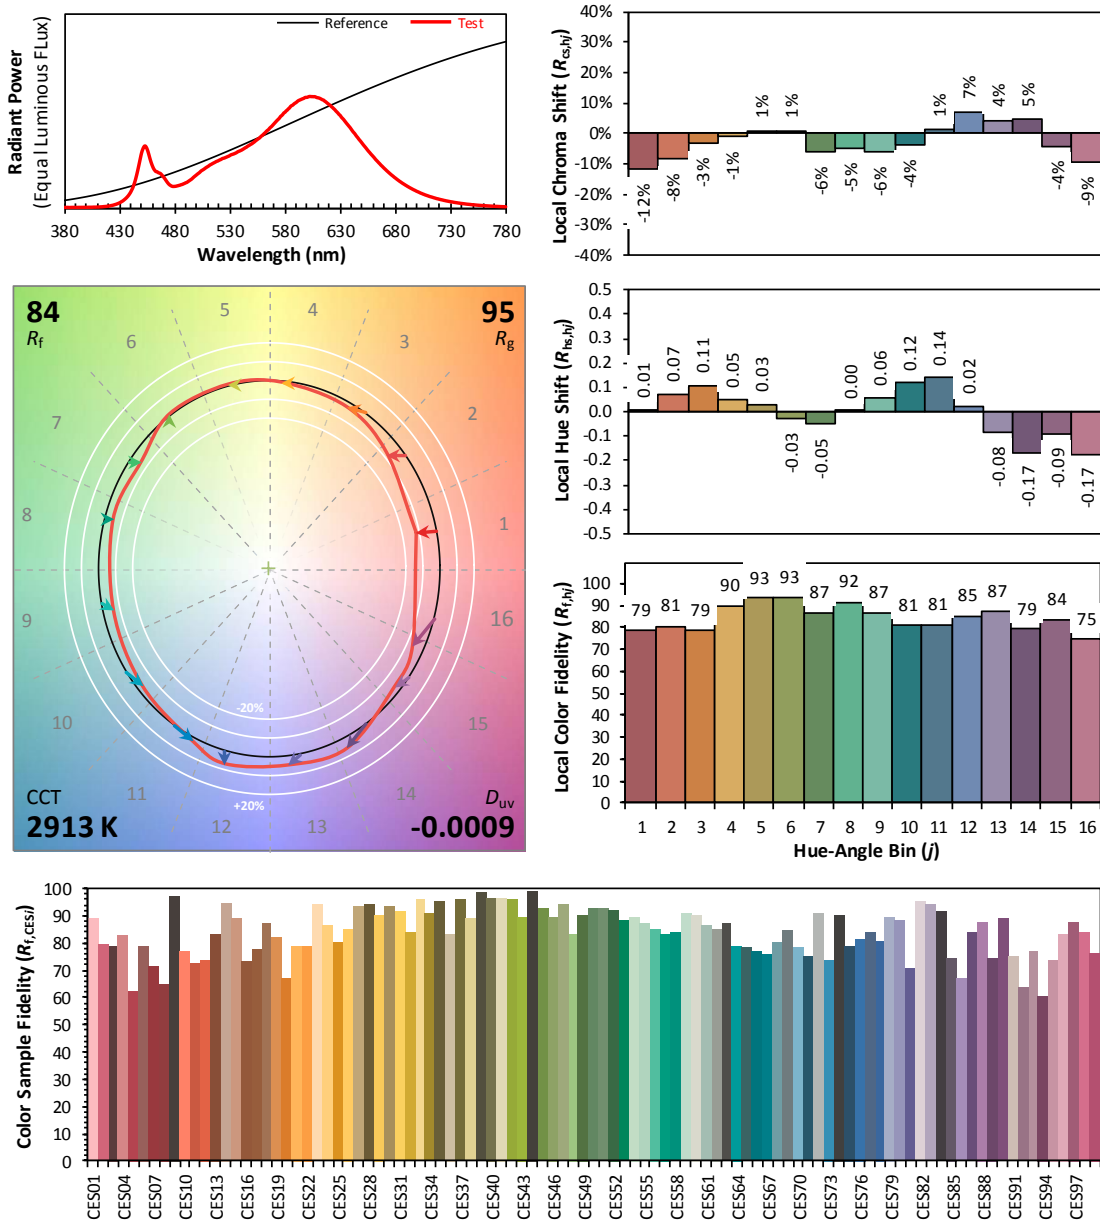 Radiant Power
(Equal Luminous FLux)
Reference
Test
380 430 480 530 580 630 680 730 780
Wavelength (nm)
Local Chroma Shift (Rcs,hj)
40%
30%
20%
10%
0%
-10%
-20%
-30%
-40%
-12% -8% -3% -1% 1% 1% -6% -5% -6% -4% 1% 7% 4% 5% -4% -9%
84
Rf
95
Rg
5 4
6 3
7 2
8 1
9 16
10 15
11 14
12 13
-20%
+20%
CCT
2913 K
Duv
-0.0009
Local Hue Shift (Rhs,hj)
0.5
0.4
0.3
0.2
0.1
0.0
-0.1
-0.2
-0.3
-0.4
-0.5
0.01 0.07 0.11 0.05 0.03 -0.03 -0.05 0.00 0.06 0.12 0.14 0.02 -0.08 -0.17 -0.09 -0.17
Local Color Fidelity (Rf,hj)
100
90
80
70
60
50
40
30
20
10
0
79 81 79 90 93 93 87 92 87 81 81 85 87 79 84 75
1 2 3 4 5 6 7 8 9 10 11 12 13 14 15 16
Hue-Angle Bin (j)
Color Sample Fidelity (Rf,CESi)
100
90
80
70
60
50
40
30
20
10
0
CES01 CES04 CES07 CES10 CES13 CES16 CES19 CES22 CES25 CES28 CES31 CES34 CES37 CES40 CES43 CES46 CES49 CES52 CES55 CES58 CES61 CES64 CES67 CES70 CES73 CES76 CES79 CES82 CES85 CES88 CES91 CES94 CES97